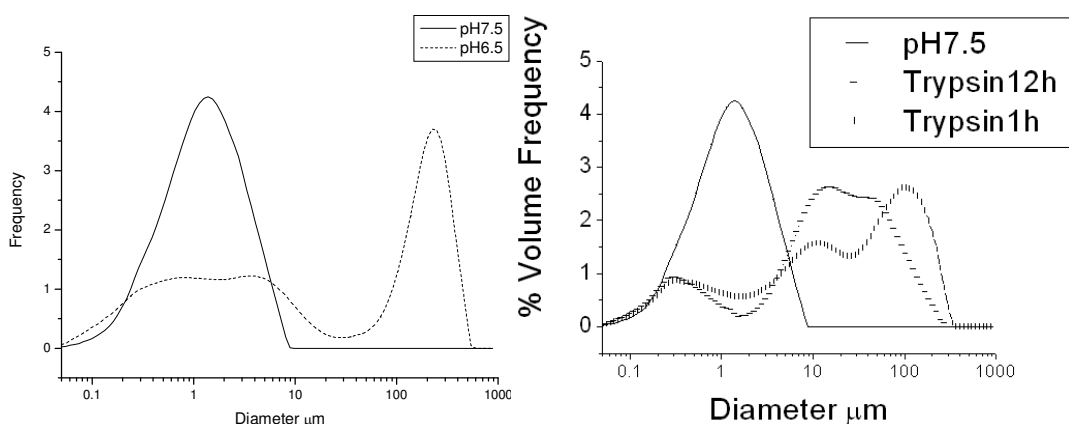 pH7.5
pH6.5
5
4
3
2
1
0
Frequency
0.1 1 10 100 1000
Diameter µm
pH7.5
Trypsin12h
Trypsin1h
5
4
3
2
1
0
% Volume Frequency
0.1 1 10 100 1000
Diameter µm